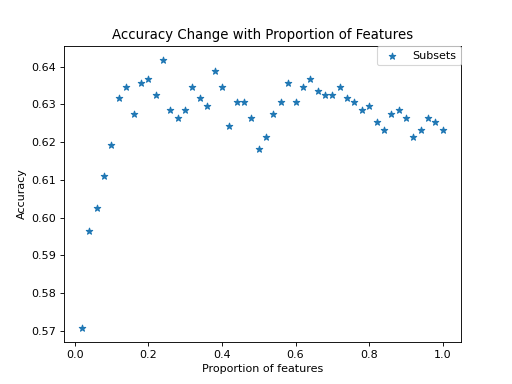 Accuracy Change with Proportion of Features
Subsets
0.64
0.63
0.62
0.61
0.60
0.59
0.58
0.57
Accuracy
0.0 0.2 0.4 0.6 0.8 1.0
Proportion of features